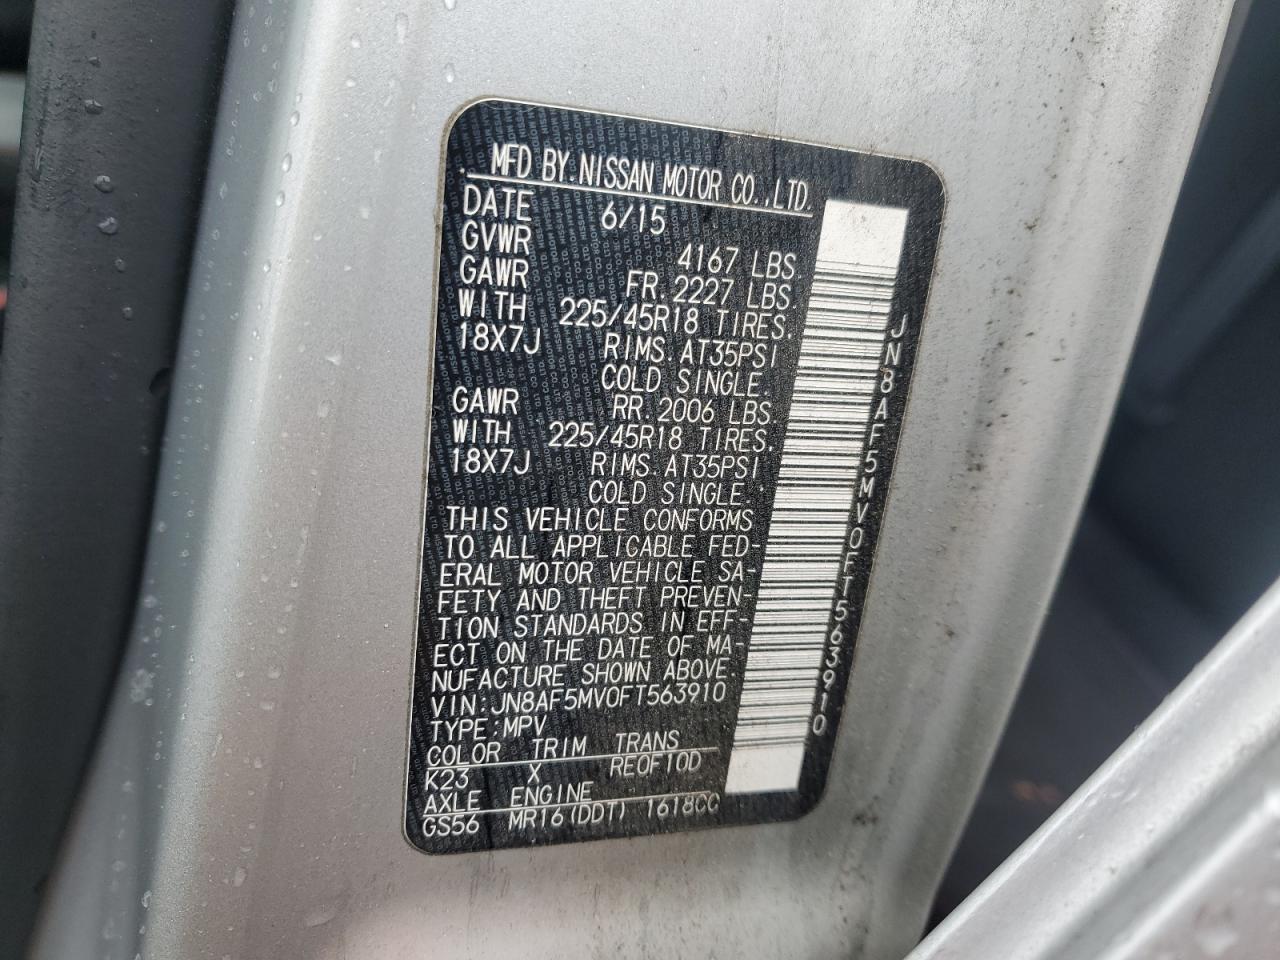 MFD BY NISSAN MOTOR CO., LTD.
DATE 6/15
GVWR 4167 LBS.
GAWR FR. 2227 LBS.
WITH 225/45R18 TIRES.
18X7J RIMS. AT35PSI
COLD SINGLE.
GAWR RR. 2006 LBS.
WITH 225/45R18 TIRES.
18X7J RIMS. AT35PSI
COLD SINGLE.
THIS VEHICLE CONFORMS
TO ALL APPLICABLE FED-
ERAL MOTOR VEHICLE SA-
FETY AND THEFT PREVEN-
TION STANDARDS IN EFF-
ECT ON THE DATE OF MA-
NUFACTURE SHOWN ABOVE.
VIN:JN8AF5MV0FT563910
TYPE:MPV
COLOR TRIM TRANS
K23 X RE0F10D
AXLE ENGINE
GS56 MR16(DDT) 1618CC
JN8AF5MV0FT563910